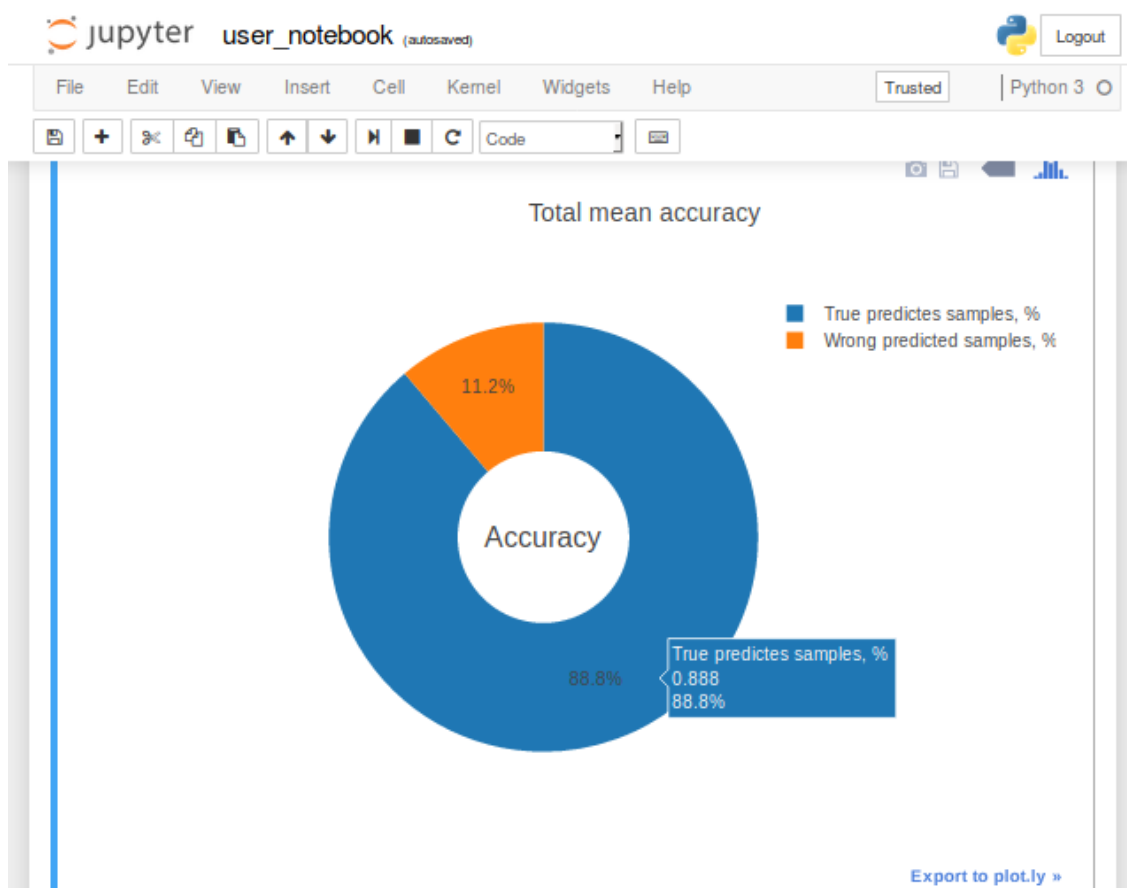 jupyter user_notebook (autosaved) Logout
File Edit View Insert Cell Kernel Widgets Help Trusted Python 3
Code
Total mean accuracy
True predictes samples, %
Wrong predicted samples, %
11.2%
Accuracy
88.8%
True predictes samples, %
0.888
88.8%
Export to plot.ly »